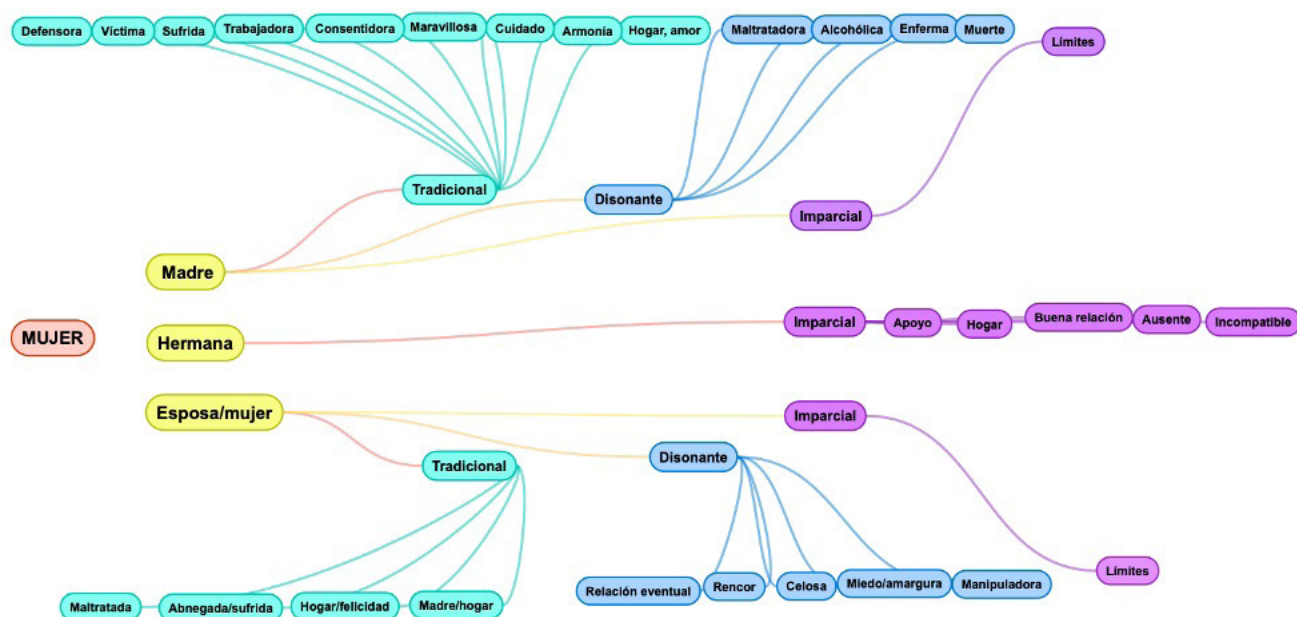 Defensora
Víctima
Sufrida
Trabajadora
Consentidora
Maravillosa
Cuidado
Armonía
Hogar, amor
Maltratadora
Alcohólica
Enferma
Muerte
Límites
Tradicional
Disonante
Imparcial
Madre
MUJER
Hermana
Imparcial
Apoyo
Hogar
Buena relación
Ausente
Incompatible
Esposa/mujer
Imparcial
Tradicional
Disonante
Maltratada
Abnegada/sufrida
Hogar/felicidad
Madre/hogar
Relación eventual
Rencor
Celosa
Miedo/amargura
Manipuladora
Límites